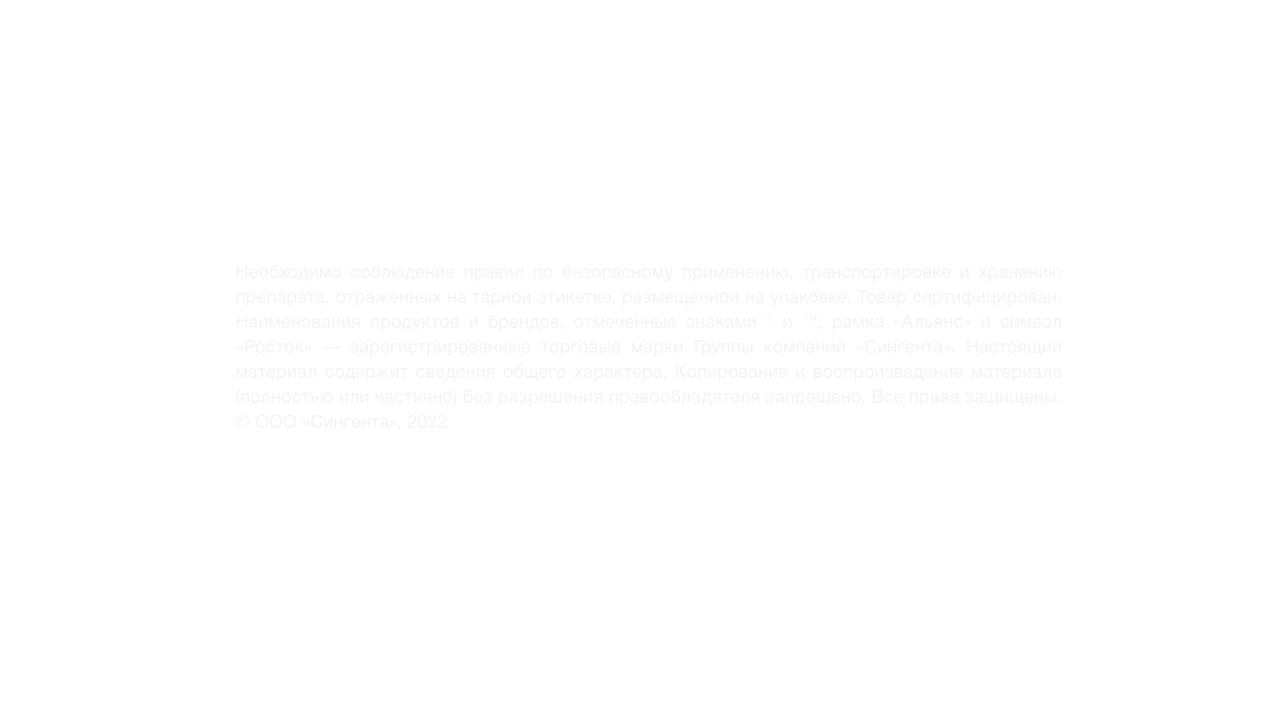 Необходимо соблюдение правил по безопасному применению, транспортировке и хранению
препарата, отраженных на тарной этикетке, размещенной на упаковке. Товар сертифицирован.
Наименования продуктов и брендов, отмеченные знаками ® и ™, рамка «Альянс» и символ
«Росток» — зарегистрированные торговые марки Группы компаний «Сингента». Настоящий
материал содержит сведения общего характера. Копирование и воспроизведение материала
(полностью или частично) без разрешения правообладателя запрещено. Все права защищены.
© ООО «Сингента», 2022